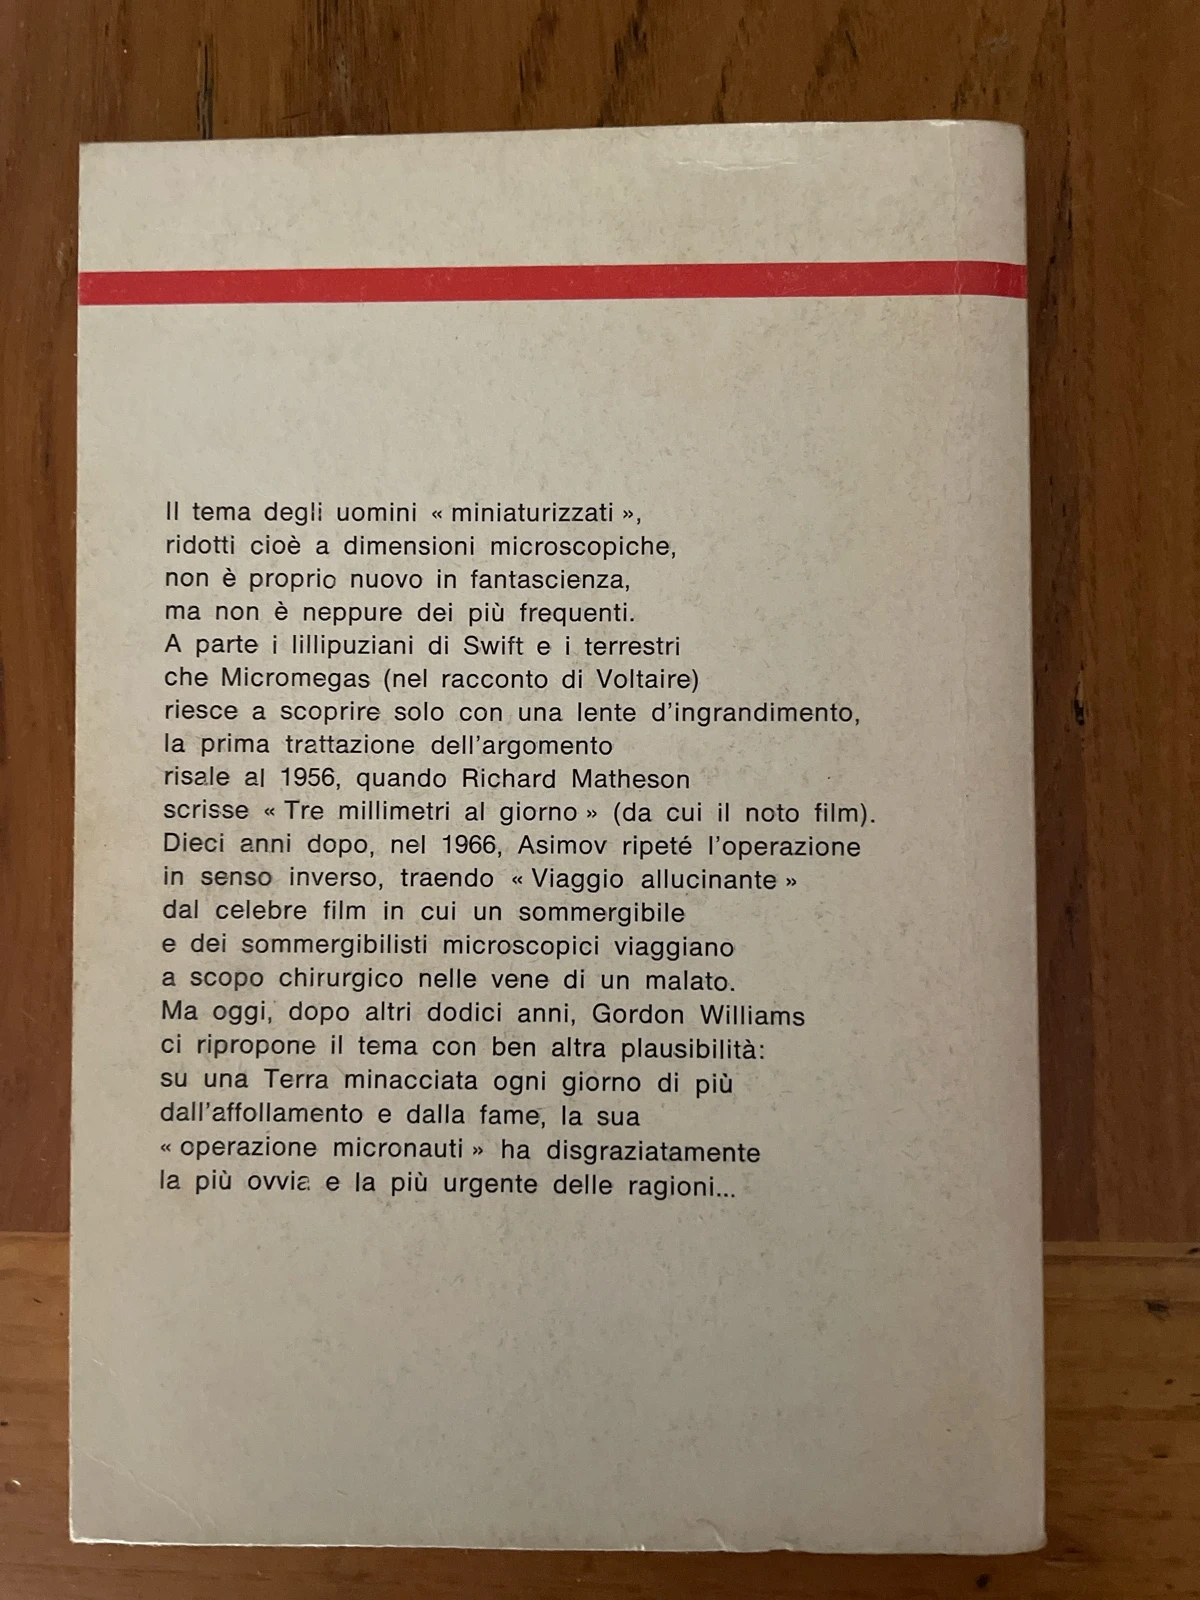 Il tema degli uomini « miniaturizzati »,
ridotti cioè a dimensioni microscopiche,
non è proprio nuovo in fantascienza,
ma non è neppure dei più frequenti.
A parte i lillipuziani di Swift e i terrestri
che Micromegas (nel racconto di Voltaire)
riesce a scoprire solo con una lente d'ingrandimento,
la prima trattazione dell'argomento
risale al 1956, quando Richard Matheson
scrisse « Tre millimetri al giorno » (da cui il noto film).
Dieci anni dopo, nel 1966, Asimov ripeté l'operazione
in senso inverso, traendo « Viaggio allucinante »
dal celebre film in cui un sommergibile
e dei sommergibilisti microscopici viaggiano
a scopo chirurgico nelle vene di un malato.
Ma oggi, dopo altri dodici anni, Gordon Williams
ci ripropone il tema con ben altra plausibilità:
su una Terra minacciata ogni giorno di più
dall'affollamento e dalla fame, la sua
« operazione micronauti » ha disgraziatamente
la più ovvia e la più urgente delle ragioni...